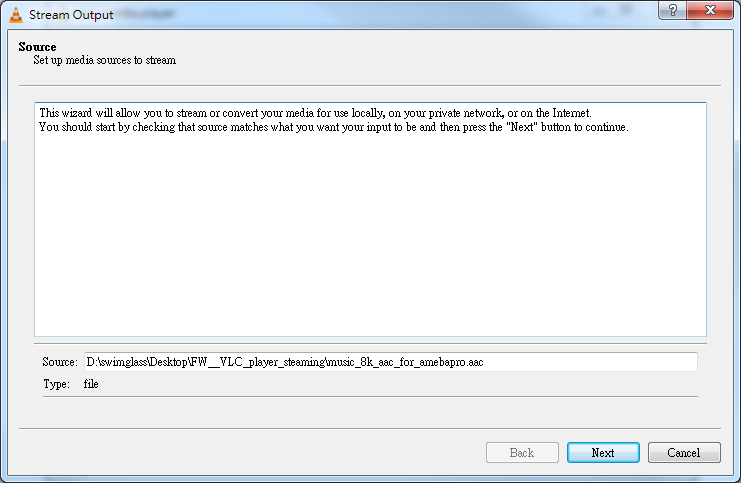 Stream Output
Source
Set up media sources to stream
This wizard will allow you to stream or convert your media for use locally, on your private network, or on the Internet.
You should start by checking that source matches what you want your input to be and then press the "Next" button to continue.
Source: D:\swimglass\Desktop\FW__VLC_player_steaming\music_8k_aac_for_amebapro.aac
Type: file
Back Next Cancel